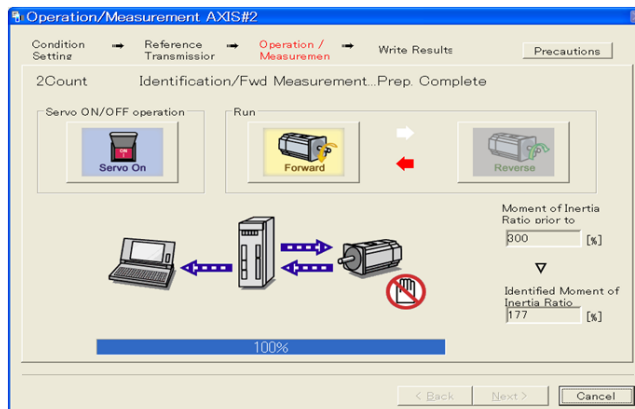 Operation/Measurement AXIS#2
Condition Setting
Reference Transmissior
Operation / Measuremen
Write Results
Precautions
2Count Identification/Fwd Measurement...Prep. Complete
Servo ON/OFF operation
Run
Servo On
Forward
Reverse
Moment of Inertia
Ratio prior to
300 [%]
Identified Moment of
Inertia Ratio
177 [%]
100%
< Back
Next >
Cancel